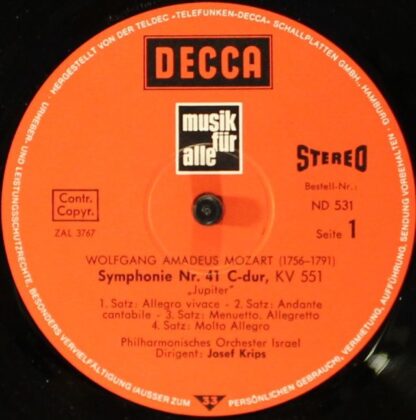 HERGESTELLT VON DER TELDEC »TELEFUNKEN-DECCA« SCHALLPLATTEN GMBH., HAMBURG · URHEBER- UND LEISTUNGSSCHUTZRECHTE, BESONDERS VERVIELFÄLTIGUNG (AUSSER ZUM PERSÖNLICHEN GEBRAUCH), VERMIETUNG, AUFFÜHRUNG, SENDUNG VORBEHALTEN
DECCA
musik
für
alle
STEREO
Bestell-Nr.:
ND 531
Seite 1
Contr.
Copyr.
ZAL 3767
WOLFGANG AMADEUS MOZART (1756–1791)
Symphonie Nr. 41 C-dur, KV 551
„Jupiter"
1. Satz: Allegro vivace - 2. Satz: Andante
cantabile - 3. Satz: Menuetto. Allegretto
4. Satz: Molto Allegro
Philharmonisches Orchester Israel
Dirigent: Josef Krips
33